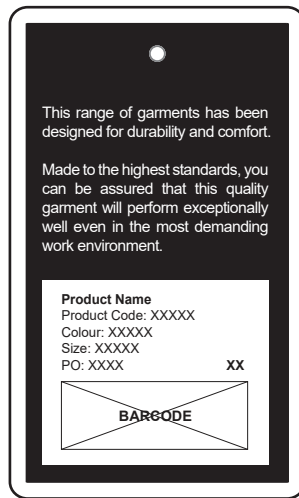 This range of garments has been
designed for durability and comfort.
Made to the highest standards, you
can be assured that this quality
garment will perform exceptionally
well even in the most demanding
work environment.
Product Name
Product Code: XXXXX
Colour: XXXXX
Size: XXXXX
PO: XXXX XX
BARCODE